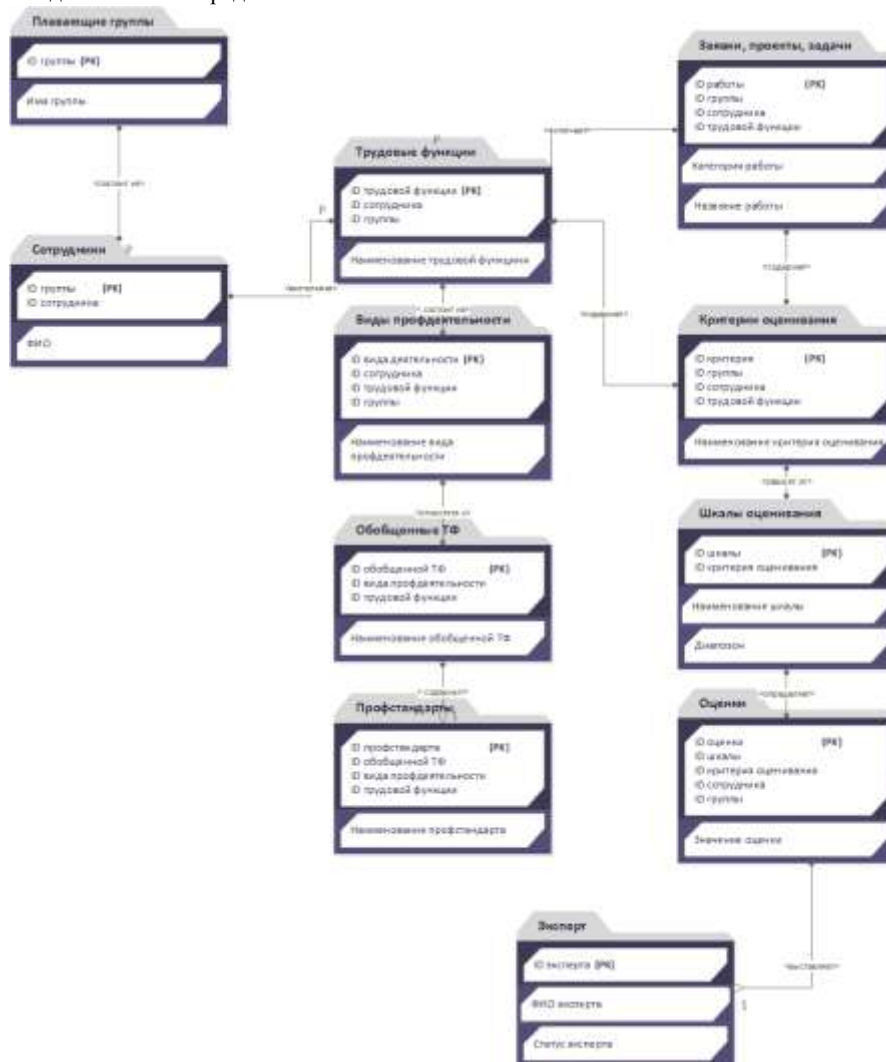 Плавающие группы
ID группы (PK)
Имя группы
Сотрудники
ID группы (PK)
ID сотрудника
ФИО
Трудовые функции
ID трудовой функции (PK)
ID сотрудника
ID группы
Наименование трудовой функции
Виды профдеятельности
ID вида деятельности (PK)
ID сотрудника
ID трудовой функции
ID группы
Наименование вида
профдеятельности
Обобщенные ТФ
ID обобщенной ТФ (PK)
ID вида профдеятельности
ID трудовой функции
Наименование обобщенной ТФ
Профстандарты
ID профстандарта (PK)
ID обобщенной ТФ
ID вида профдеятельности
ID трудовой функции
Наименование профстандарта
Заявки, проекты, задачи
ID работы (PK)
ID группы
ID сотрудника
ID трудовой функции
Категория работы
Название работы
<содержит>
Критерии оценивания
ID критерия (PK)
ID группы
ID сотрудника
ID трудовой функции
Наименование критерия оценивания
Шкалы оценивания
ID шкалы (PK)
ID критерия оценивания
Наименование шкалы
Диапазон
<определяет>
Оценки
ID оценки (PK)
ID шкалы
ID критерия оценивания
ID сотрудника
ID группы
Значение оценки
<выставляет>
Эксперт
ID эксперта (PK)
ФИО эксперта
Статус эксперта